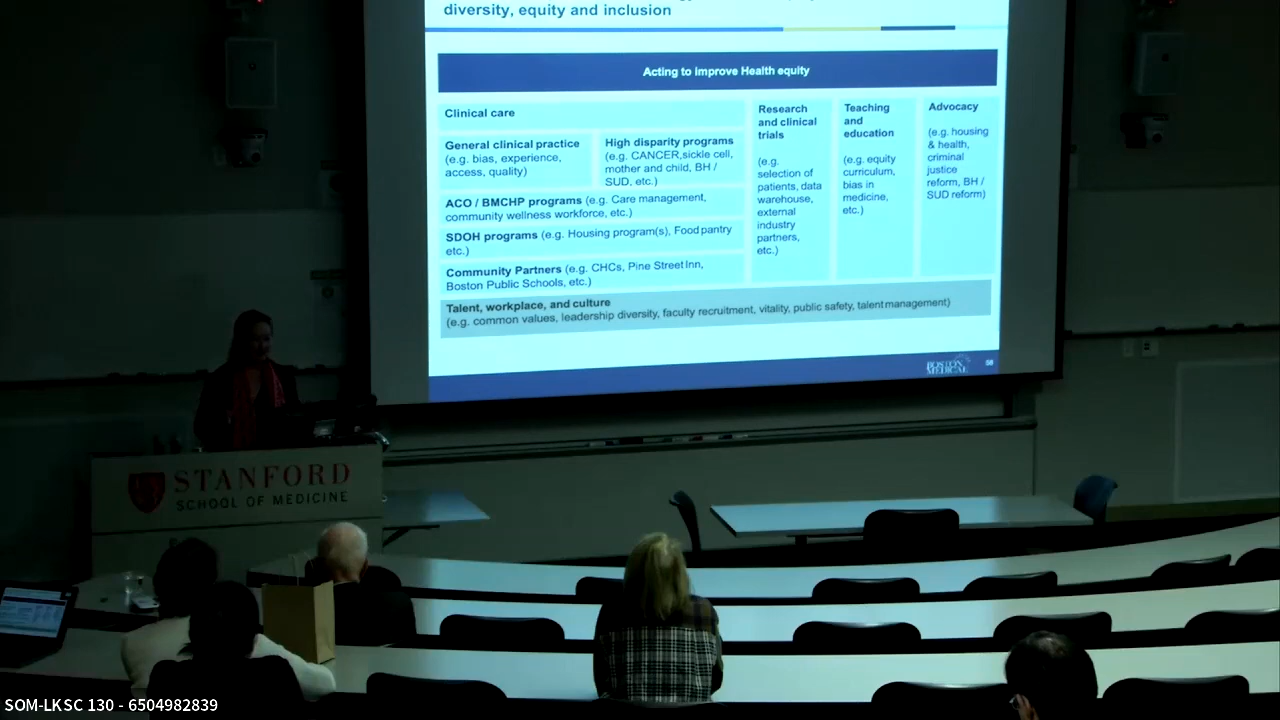 diversity, equity and inclusion
Acting to improve Health equity
Clinical care
General clinical practice
(e.g. bias, experience,
access, quality)
High disparity programs
(e.g. CANCER,sickle cell,
mother and child, BH /
SUD, etc.)
ACO / BMCHP programs (e.g. Care management,
community wellness workforce, etc.)
SDOH programs (e.g. Housing program(s), Food pantry
etc.)
Community Partners (e.g. CHCs, Pine Street Inn,
Boston Public Schools, etc.)
Research
and clinical
trials
(e.g.
selection of
patients, data
warehouse,
external
industry
partners,
etc.)
Teaching
and
education
(e.g. equity
curriculum,
bias in
medicine,
etc.)
Advocacy
(e.g. housing
& health,
criminal
justice
reform, BH /
SUD reform)
Talent, workplace, and culture
(e.g. common values, leadership diversity, faculty recruitment, vitality, public safety, talent management)
BOSTON
MEDICAL
STANFORD
SCHOOL OF MEDICINE
SOM-LKSC 130 - 6504982839